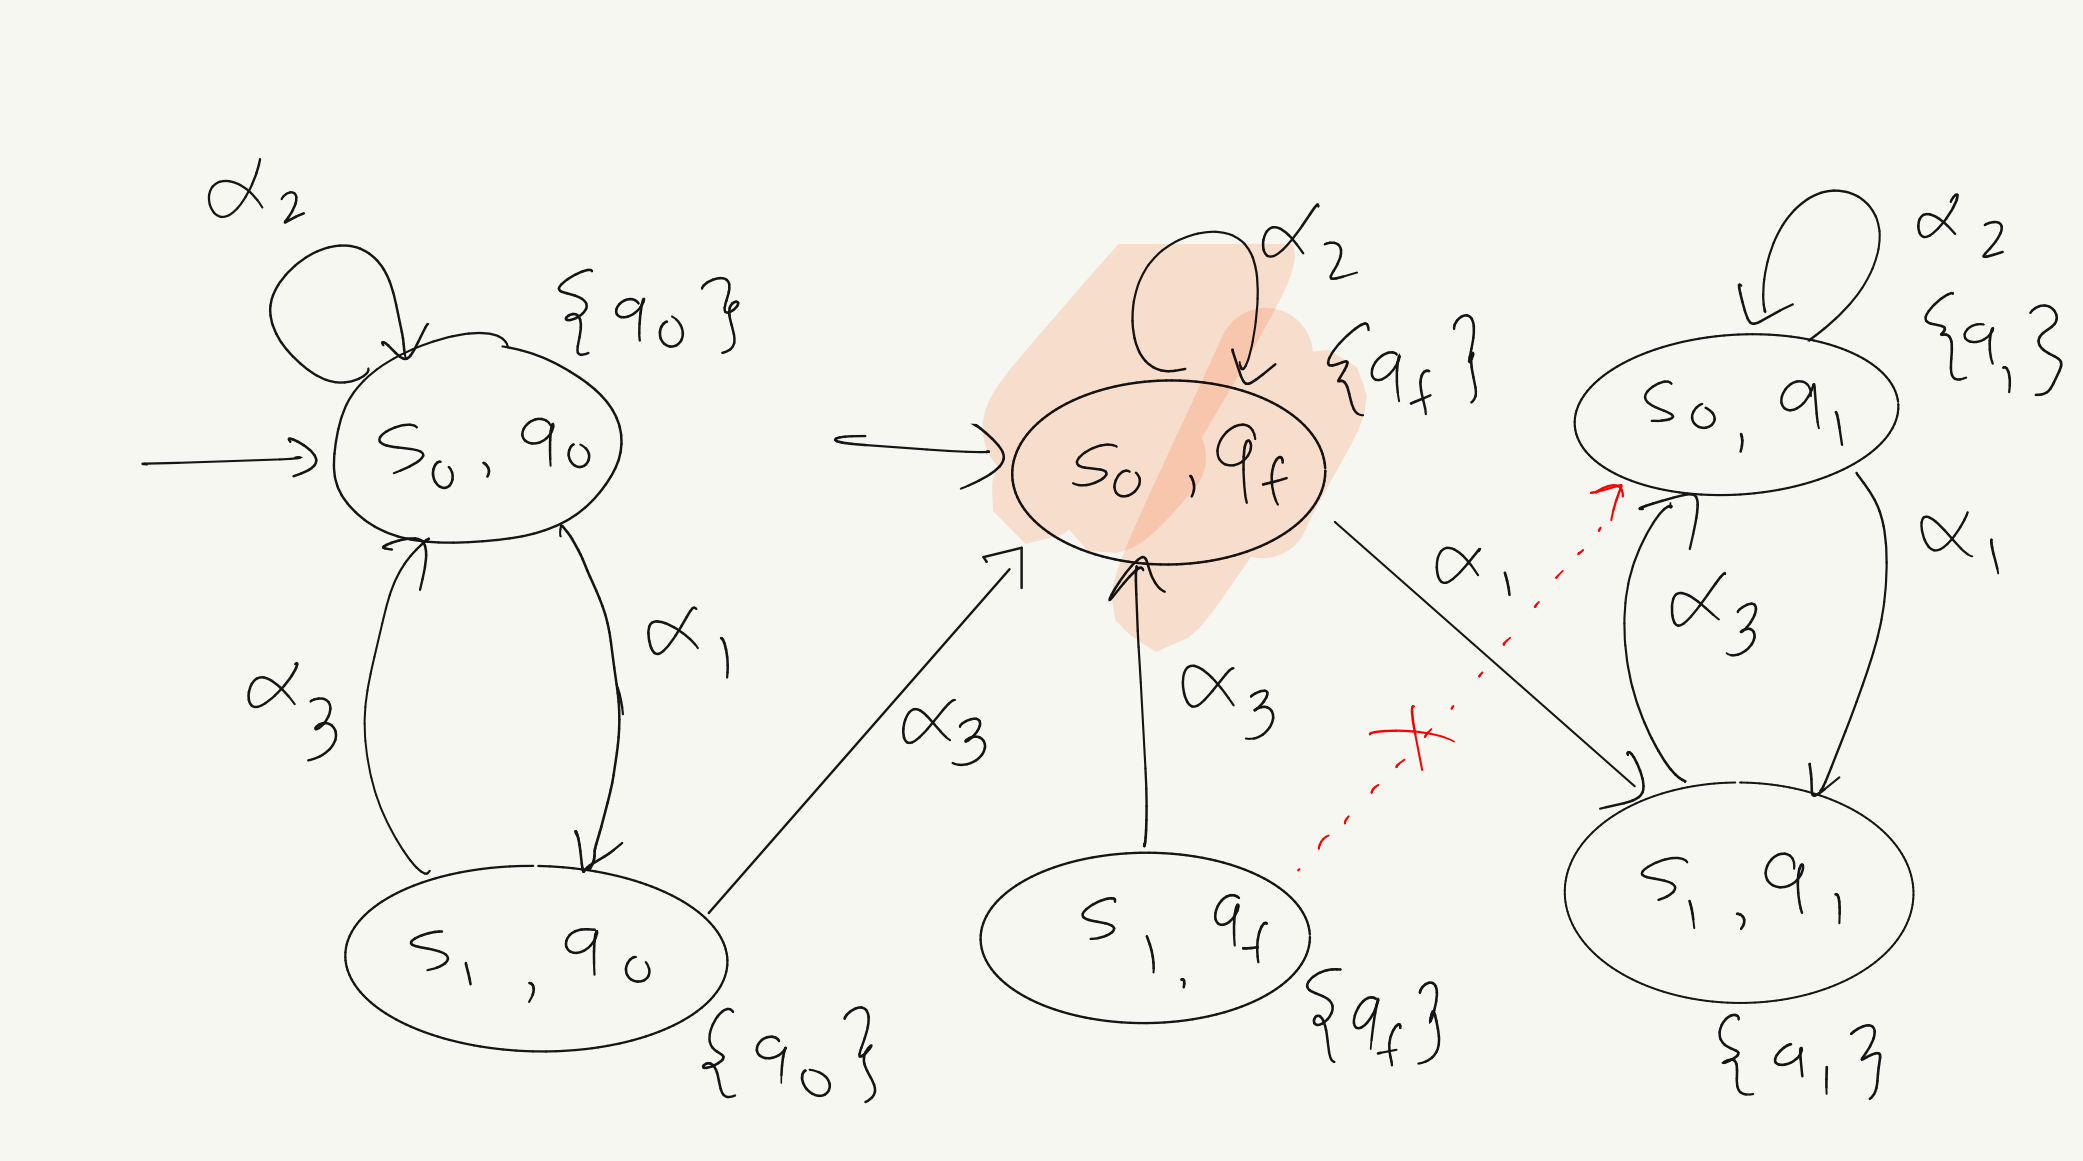 α2
{q0}
s0, q0
α1
α3
s1, q0
{q0}
α3
α2
{qf}
s0, qf
α3
s1, qf
{qf}
α1
α2
{q1}
s0, q1
α1
α3
s1, q1
{q1}